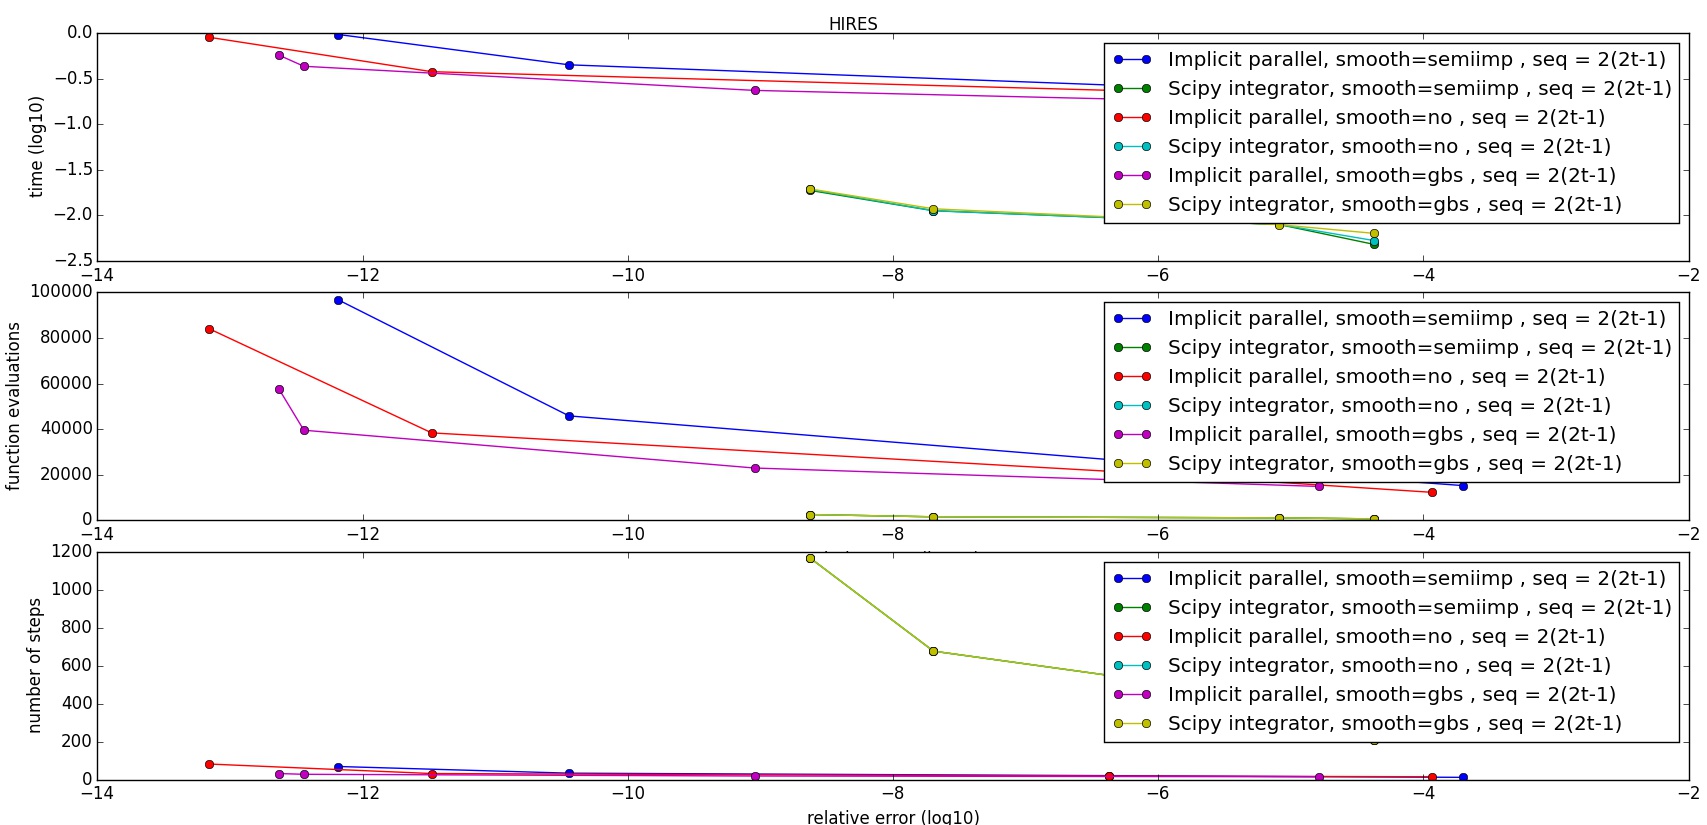 HIRES
0.0
−0.5
−1.0
−1.5
−2.0
−2.5
time (log10)
Implicit parallel, smooth=semiimp , seq = 2(2t-1)
Scipy integrator, smooth=semiimp , seq = 2(2t-1)
Implicit parallel, smooth=no , seq = 2(2t-1)
Scipy integrator, smooth=no , seq = 2(2t-1)
Implicit parallel, smooth=gbs , seq = 2(2t-1)
Scipy integrator, smooth=gbs , seq = 2(2t-1)
−14 −12 −10 −8 −6 −4 −2
100000
80000
60000
40000
20000
0
function evaluations
Implicit parallel, smooth=semiimp , seq = 2(2t-1)
Scipy integrator, smooth=semiimp , seq = 2(2t-1)
Implicit parallel, smooth=no , seq = 2(2t-1)
Scipy integrator, smooth=no , seq = 2(2t-1)
Implicit parallel, smooth=gbs , seq = 2(2t-1)
Scipy integrator, smooth=gbs , seq = 2(2t-1)
−14 −12 −10 −8 −6 −4 −2
1200
1000
800
600
400
200
0
number of steps
Implicit parallel, smooth=semiimp , seq = 2(2t-1)
Scipy integrator, smooth=semiimp , seq = 2(2t-1)
Implicit parallel, smooth=no , seq = 2(2t-1)
Scipy integrator, smooth=no , seq = 2(2t-1)
Implicit parallel, smooth=gbs , seq = 2(2t-1)
Scipy integrator, smooth=gbs , seq = 2(2t-1)
−14 −12 −10 −8 −6 −4 −2
relative error (log10)